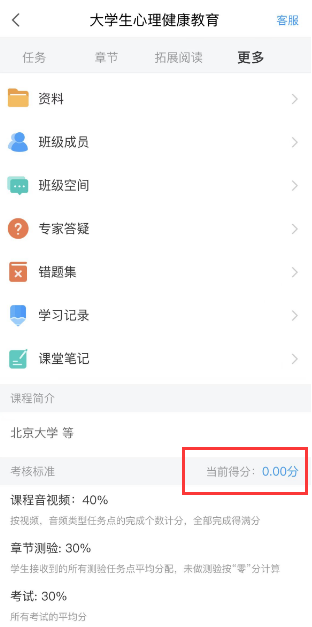 大学生心理健康教育 客服
任务 章节 拓展阅读 更多
资料
班级成员
班级空间
专家答疑
错题集
学习记录
课堂笔记
课程简介
北京大学 等
考核标准 当前得分：0.00分
课程音视频：40%
按视频、音频类型任务点的完成个数计分，全部完成得满分
章节测验: 30%
学生接收到的所有测验任务点平均分配，未做测验按“零”分计算
考试: 30%
所有考试的平均分